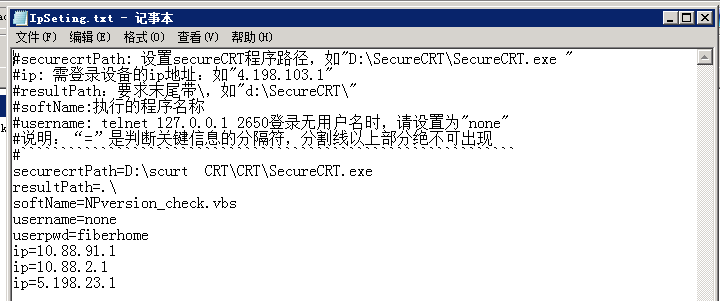 IpSeting.txt - 记事本
文件(F) 编辑(E) 格式(O) 查看(V) 帮助(H)
#securecrtPath: 设置secureCRT程序路径，如"D:\SecureCRT\SecureCRT.exe "
#ip: 需登录设备的ip地址：如"4.198.103.1"
#resultPath：要求末尾带\，如"d:\SecureCRT\"
#softName:执行的程序名称
#username: telnet 127.0.0.1 2650登录无用户名时，请设置为"none"
#说明：“=”是判断关键信息的分隔符，分割线以上部分绝不可出现
#
securecrtPath=D:\scurt  CRT\CRT\SecureCRT.exe
resultPath=.\
softName=NPversion_check.vbs
username=none
userpwd=fiberhome
ip=10.88.91.1
ip=10.88.2.1
ip=5.198.23.1